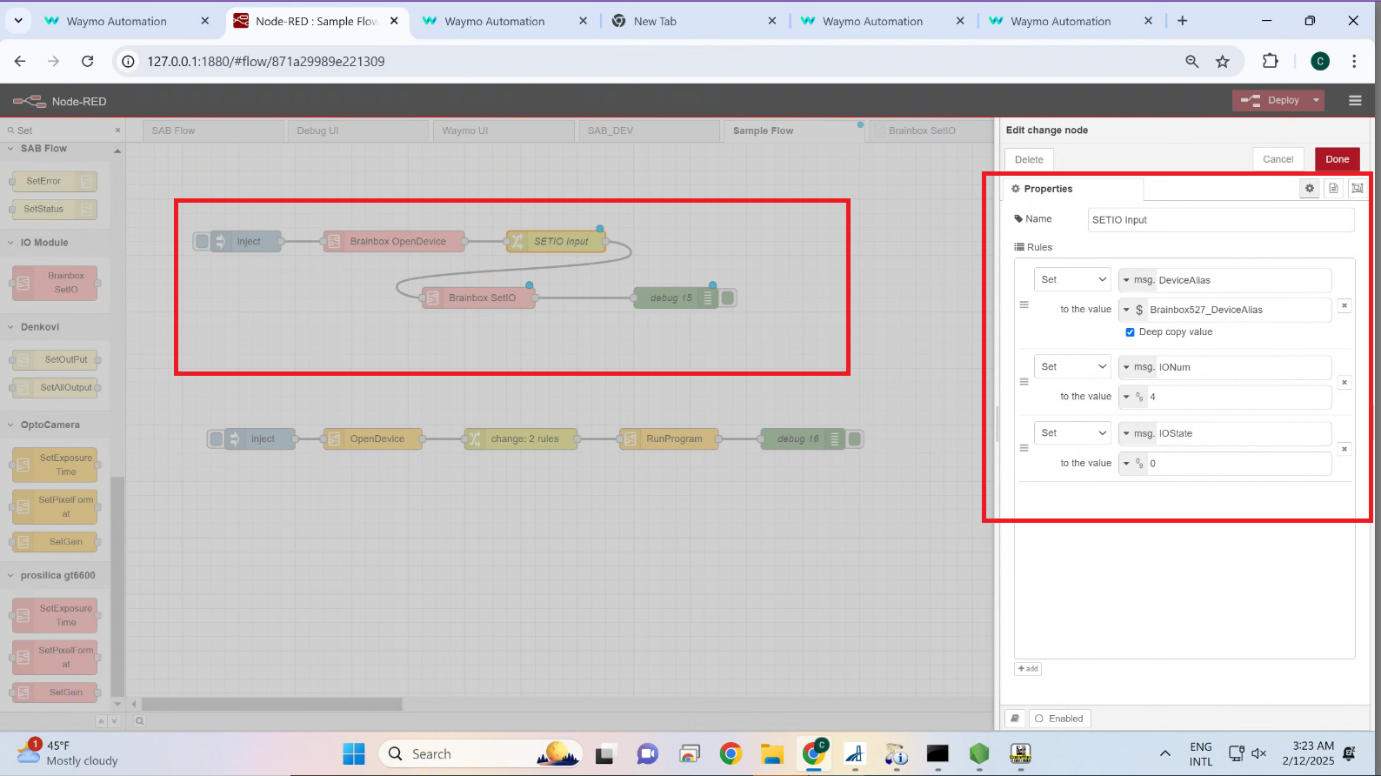 Waymo Automation
Node-RED : Sample Flow
Waymo Automation
New Tab
Waymo Automation
Waymo Automation
127.0.0.1:1880/#flow/871a29989e221309
C
Node-RED
Deploy
Set
SAB Flow
Debug UI
Waymo UI
SAB_DEV
Sample Flow
Brainbox SetIO
SAB Flow
SetError
SetStatus
IO Module
Brainbox
SetIO
Denkovi
SetOutPut
SetAllOutput
OptoCamera
SetExposure
Time
SetPixelForm
at
SetGain
prosilica gt6600
SetExposure
Time
SetPixelForm
at
SetGain
inject
Brainbox OpenDevice
SETIO Input
Brainbox SetIO
debug 15
inject
OpenDevice
change: 2 rules
RunProgram
debug 16
Edit change node
Delete
Cancel
Done
Properties
Name
SETIO Input
Rules
Set
msg. DeviceAlias
to the value
$ Brainbox527_DeviceAlias
Deep copy value
Set
msg. IONum
to the value
4
Set
msg. IOState
to the value
0
+ add
Enabled
1
45°F
Mostly cloudy
Search
C
ENG
INTL
3:23 AM
2/12/2025